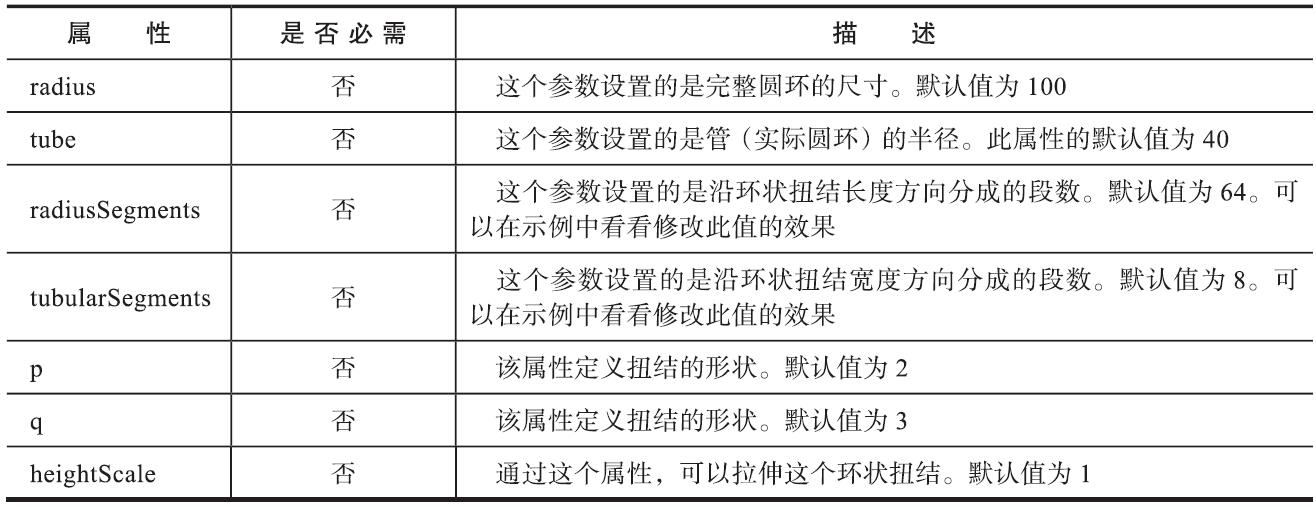 属 性 是否必需 描 述
radius 否 这个参数设置的是完整圆环的尺寸。默认值为 100
tube 否 这个参数设置的是管（实际圆环）的半径。此属性的默认值为 40
radiusSegments 否 这个参数设置的是沿环状扭结长度方向分成的段数。默认值为 64。可
以在示例中看看修改此值的效果
tubularSegments 否 这个参数设置的是沿环状扭结宽度方向分成的段数。默认值为 8。可
以在示例中看看修改此值的效果
p 否 该属性定义扭结的形状。默认值为 2
q 否 该属性定义扭结的形状。默认值为 3
heightScale 否 通过这个属性，可以拉伸这个环状扭结。默认值为 1